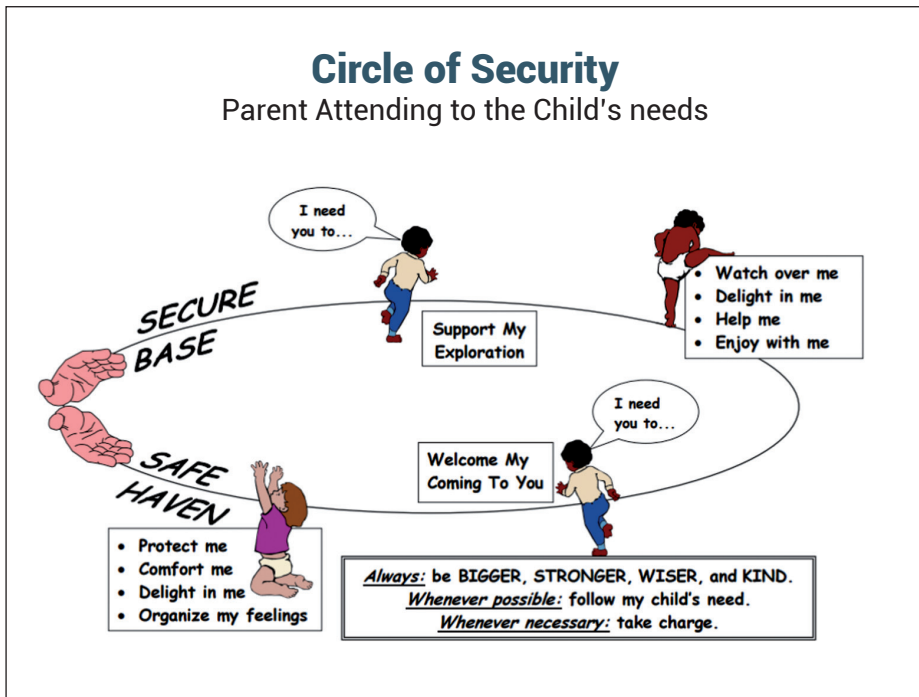 Circle of Security
Parent Attending to the Child's needs
I need
you to...
SECURE
BASE
Support My
Exploration
• Watch over me
• Delight in me
• Help me
• Enjoy with me
I need
you to...
Welcome My
Coming To You
SAFE
HAVEN
• Protect me
• Comfort me
• Delight in me
• Organize my feelings
Always: be BIGGER, STRONGER, WISER, and KIND.
Whenever possible: follow my child's need.
Whenever necessary: take charge.